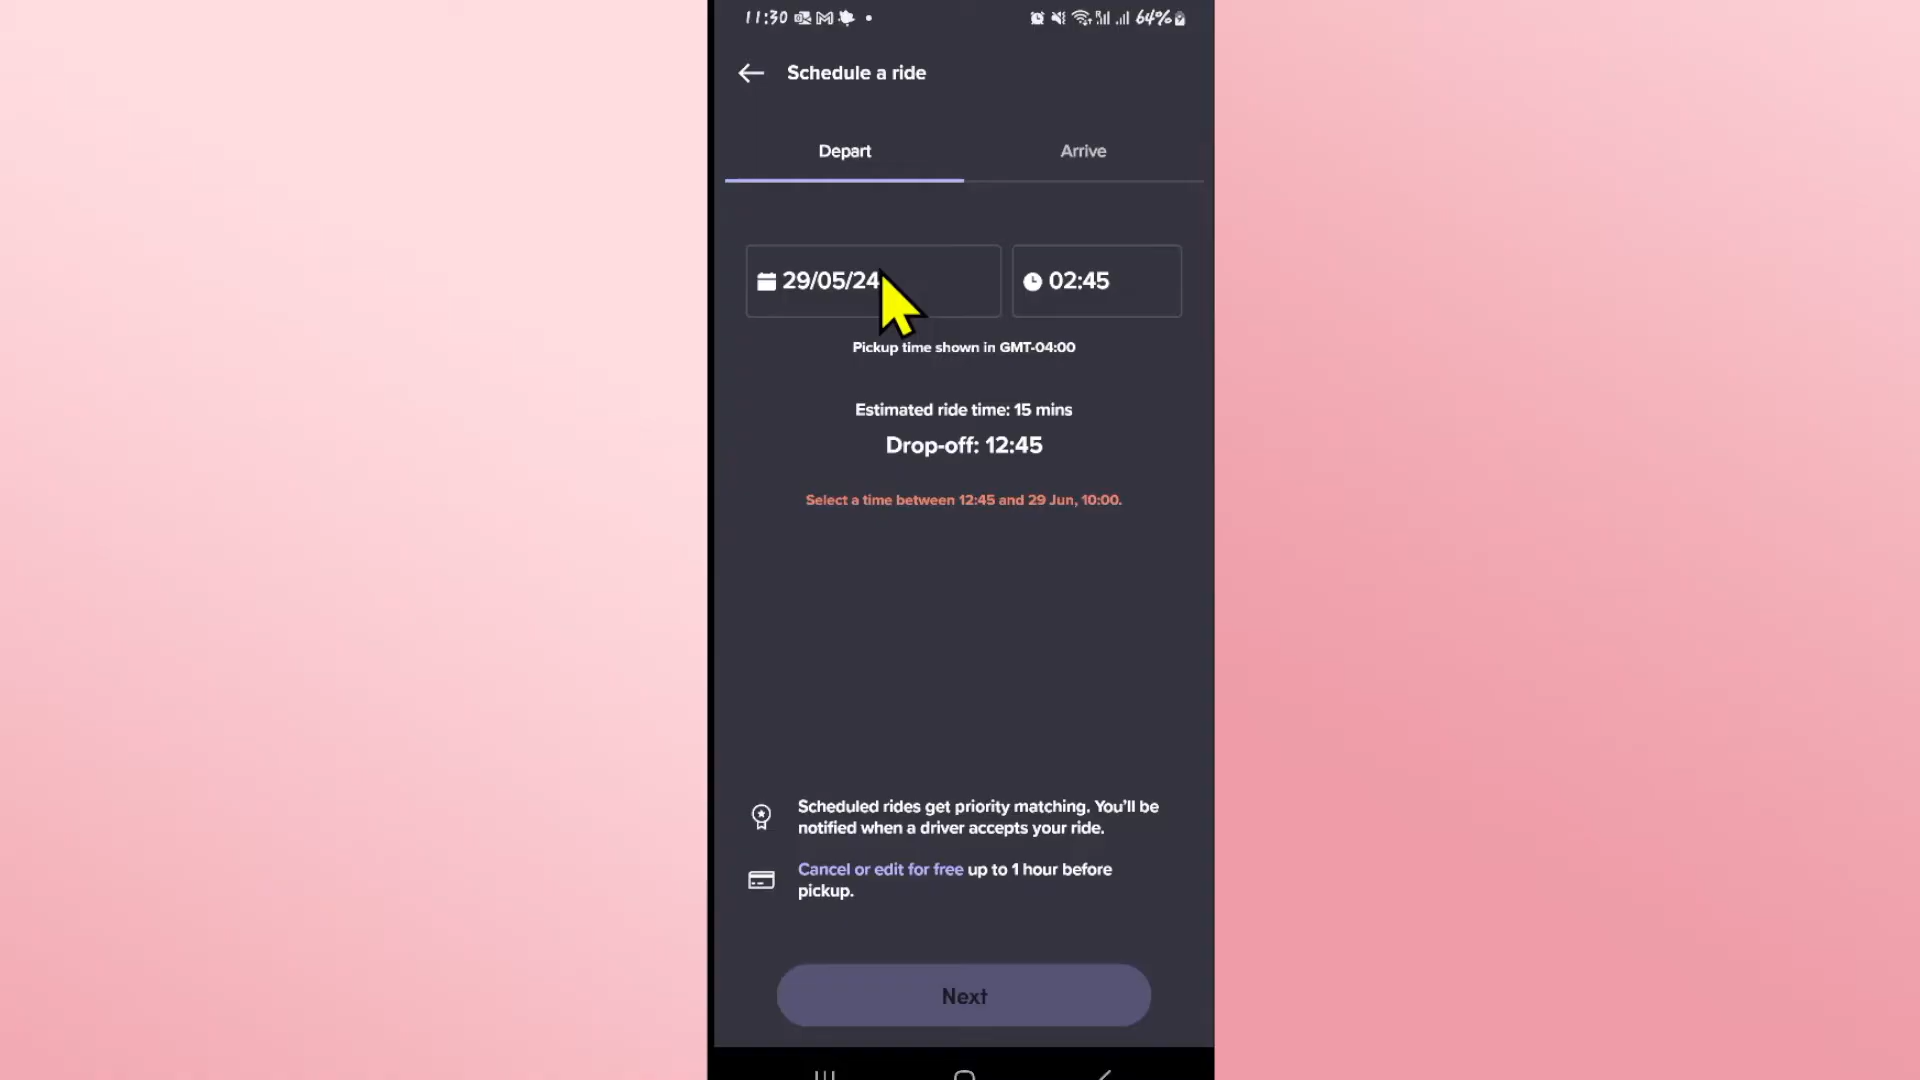 11:30 64%
Schedule a ride
Depart Arrive
29/05/24 02:45
Pickup time shown in GMT-04:00
Estimated ride time: 15 mins
Drop-off: 12:45
Select a time between 12:45 and 29 Jun, 10:00.
Scheduled rides get priority matching. You'll be
notified when a driver accepts your ride.
Cancel or edit for free up to 1 hour before
pickup.
Next